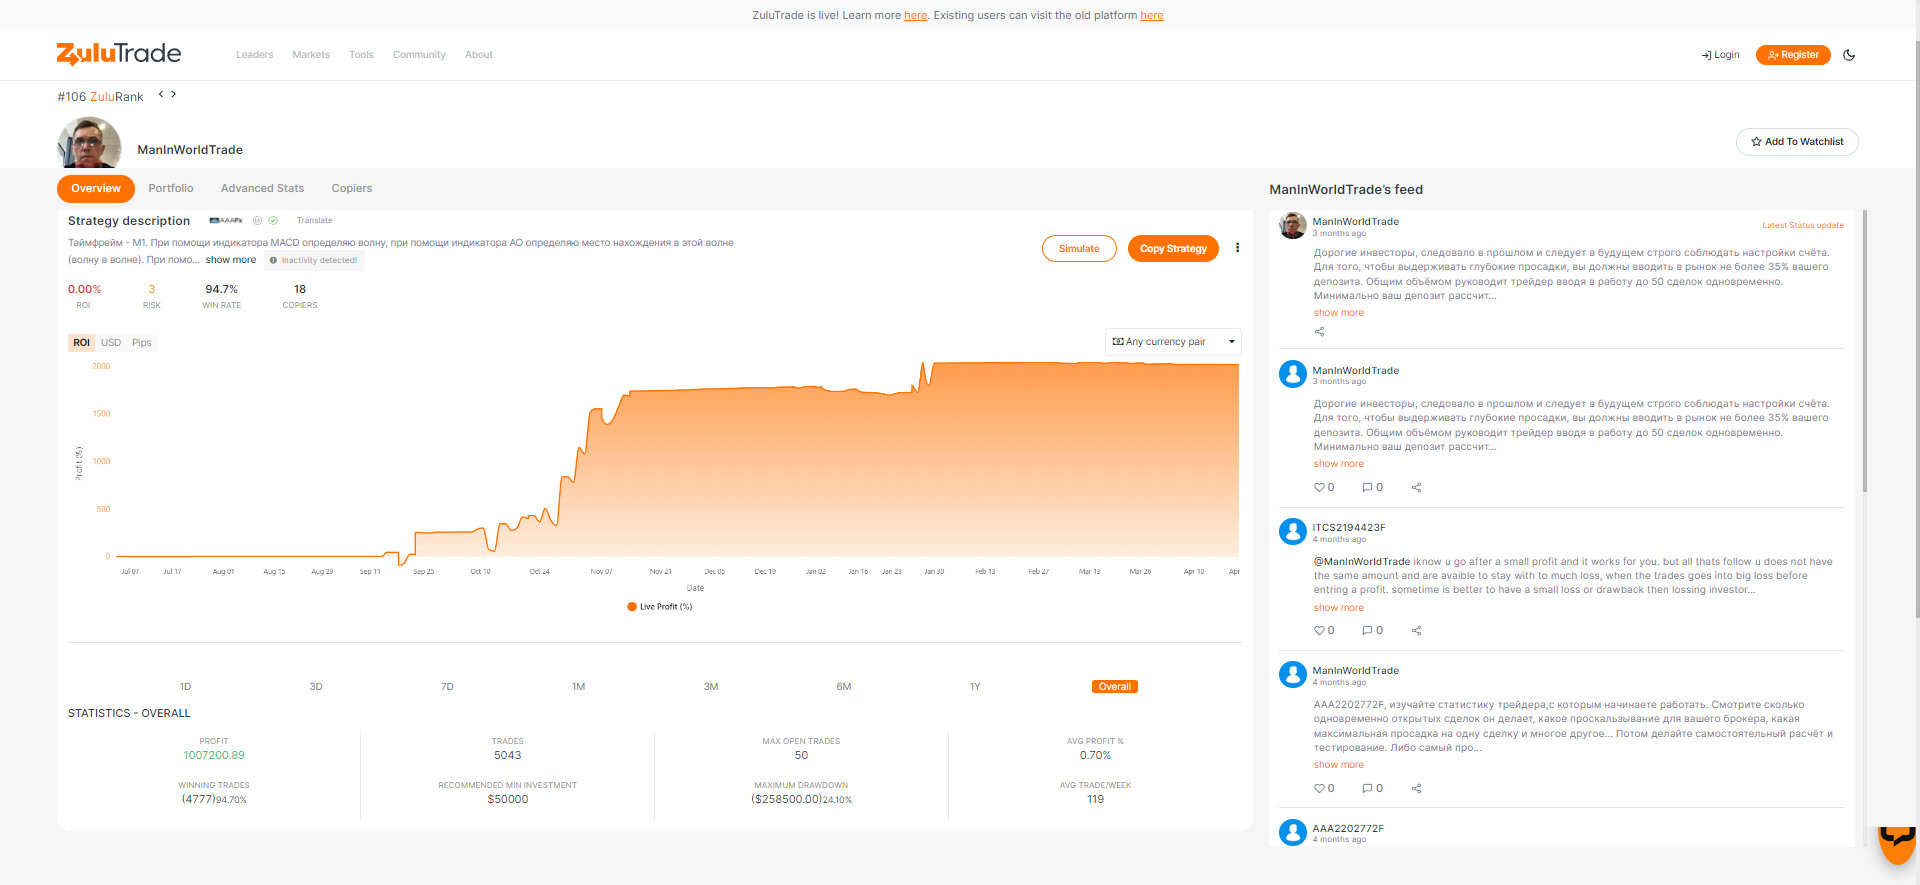 ZuluTrade is live! Learn more here. Existing users can visit the old platform here
ZuluTrade
Leaders Markets Tools Community About
Login Register
#106 ZuluRank
ManInWorldTrade
Add To Watchlist
Overview Portfolio Advanced Stats Copiers
Strategy description AAAFx Translate
Таймфрейм - M1. При помощи индикатора MACD определяю волну, при помощи индикатора AO определяю место нахождения в этой волне
(волну в волне). При помо... show more Inactivity detected!
Simulate Copy Strategy
0.00% 3 94.7% 18
ROI RISK WIN RATE COPIERS
ROI USD Pips
Any currency pair
2000
1500
1000
500
0
Profit (%)
Jul 07 Jul 17 Aug 01 Aug 15 Aug 29 Sep 11 Sep 25 Oct 10 Oct 24 Nov 07 Nov 21 Dec 05 Dec 19 Jan 02 Jan 16 Jan 23 Jan 30 Feb 13 Feb 27 Mar 13 Mar 26 Apr 10 Apr
Date
Live Profit (%)
1D 3D 7D 1M 3M 6M 1Y Overall
STATISTICS - OVERALL
PROFIT TRADES MAX OPEN TRADES AVG PROFIT %
1007200.89 5043 50 0.70%
WINNING TRADES RECOMMENDED MIN INVESTMENT MAXIMUM DRAWDOWN AVG TRADE/WEEK
(4777)94.70% $50000 ($258500.00)24.10% 119
ManInWorldTrade's feed
ManInWorldTrade
3 months ago
Latest Status update
Дорогие инвесторы, следовало в прошлом и следует в будущем строго соблюдать настройки счёта.
Для того, чтобы выдерживать глубокие просадки, вы должны вводить в рынок не более 35% вашего
депозита. Общим объёмом руководит трейдер вводя в работу до 50 сделок одновременно.
Минимально ваш депозит рассчит...
show more
ManInWorldTrade
3 months ago
Дорогие инвесторы, следовало в прошлом и следует в будущем строго соблюдать настройки счёта.
Для того, чтобы выдерживать глубокие просадки, вы должны вводить в рынок не более 35% вашего
депозита. Общим объёмом руководит трейдер вводя в работу до 50 сделок одновременно.
Минимально ваш депозит рассчит...
show more
0 0
ITCS2194423F
4 months ago
@ManInWorldTrade iknow u go after a small profit and it works for you. but all thats follow u does not have
the same amount and are avaible to stay with to much loss, when the trades goes into big loss before
entring a profit. sometime is better to have a small loss or drawback then lossing investor...
show more
0 0
ManInWorldTrade
4 months ago
AAA2202772F, изучайте статистику трейдера,с которым начинаете работать. Смотрите сколько
одновременно открытых сделок он делает, какое проскальзывание для вашего брокера, какая
максимальная просадка на одну сделку и многое другое... Потом делайте самостоятельный расчёт и
тестирование. Либо самый про...
show more
0 0
AAA2202772F
4 months ago